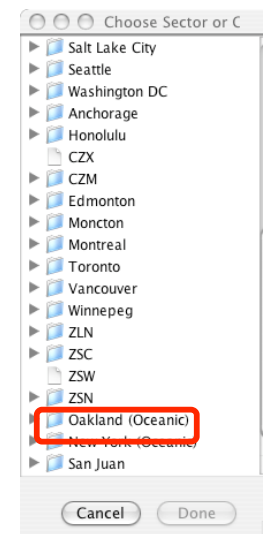 Choose Sector or C
Salt Lake City
Seattle
Washington DC
Anchorage
Honolulu
CZX
CZM
Edmonton
Moncton
Montreal
Toronto
Vancouver
Winnepeg
ZLN
ZSC
ZSW
ZSN
Oakland (Oceanic)
New York (Oceanic)
San Juan
Cancel Done